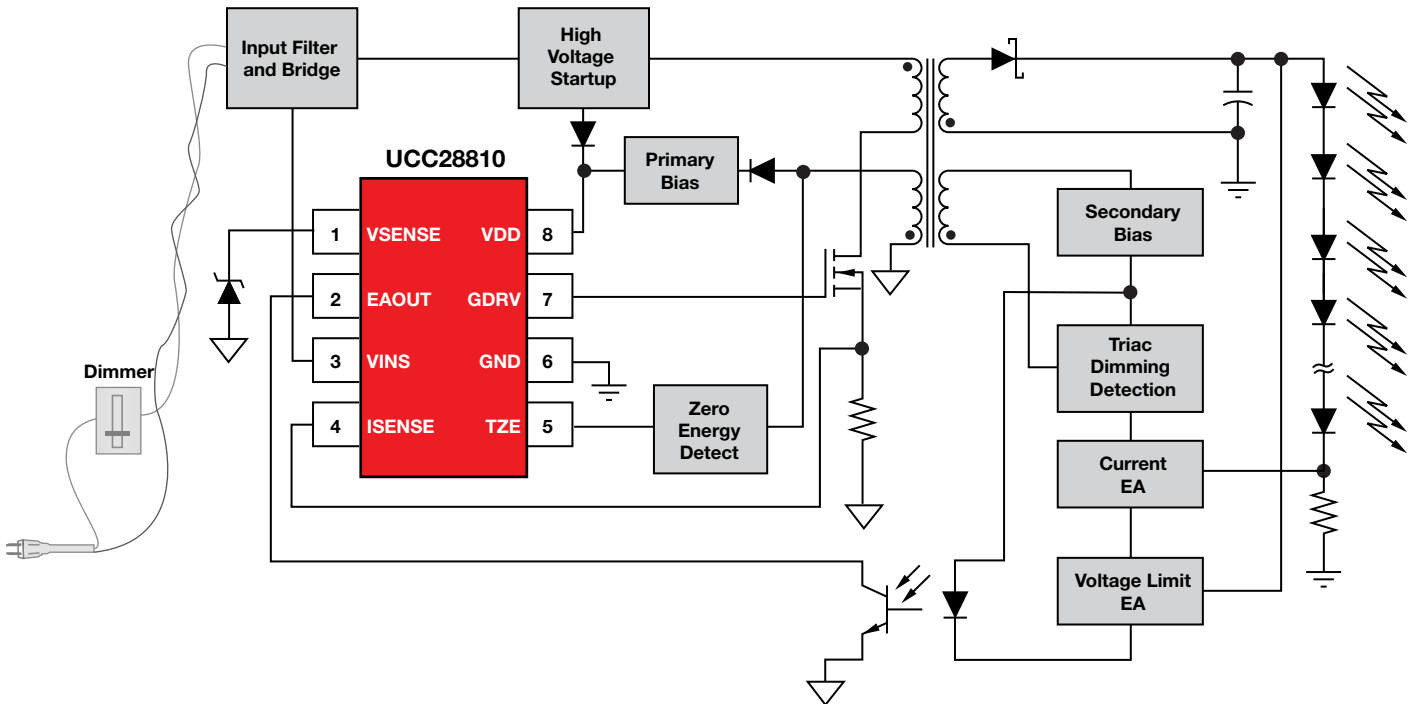 Input Filter
and Bridge
High
Voltage
Startup
UCC28810
Primary
Bias
1 VSENSE VDD 8
2 EAOUT GDRV 7
3 VINS GND 6
4 ISENSE TZE 5
Zero
Energy
Detect
Dimmer
Secondary
Bias
Triac
Dimming
Detection
Current
EA
Voltage Limit
EA